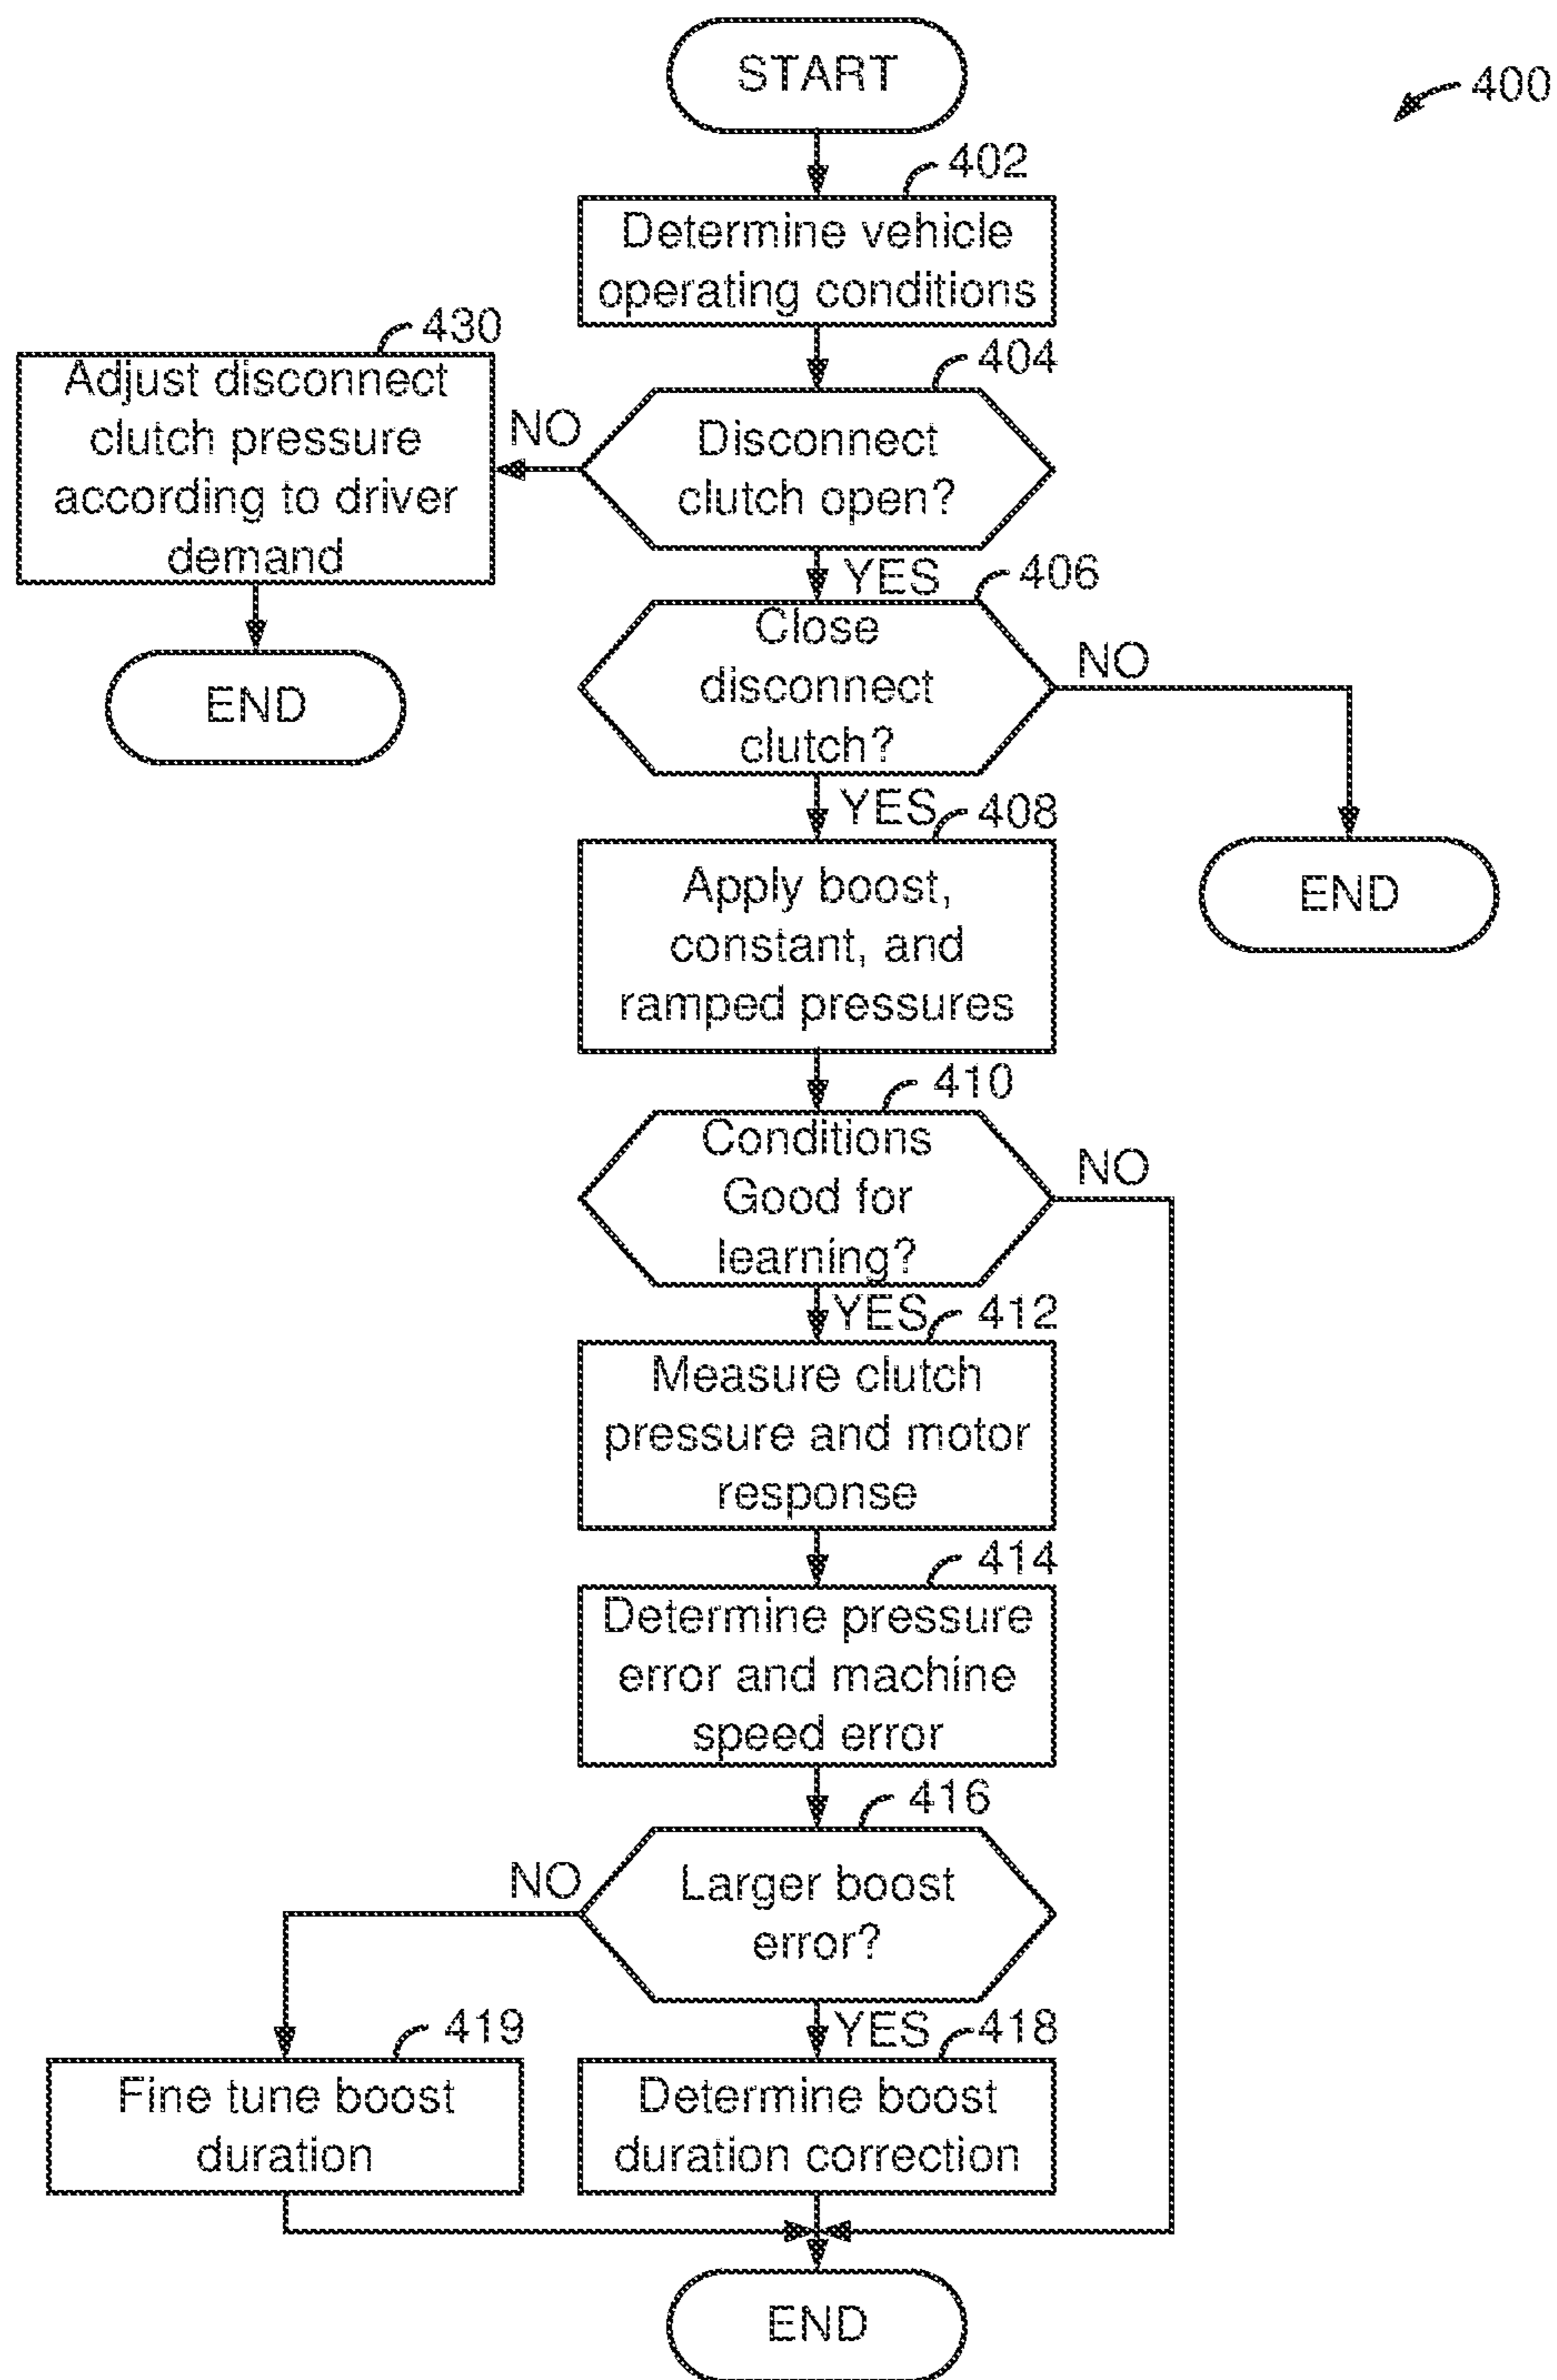 START
400
402
Determine vehicle
operating conditions
430
Adjust disconnect
clutch pressure
according to driver
demand
END
404
NO
Disconnect
clutch open?
YES
406
Close
disconnect
clutch?
NO
END
YES
408
Apply boost,
constant, and
ramped pressures
410
Conditions
Good for
learning?
NO
YES
412
Measure clutch
pressure and motor
response
414
Determine pressure
error and machine
speed error
416
NO
Larger boost
error?
419
Fine tune boost
duration
YES
418
Determine boost
duration correction
END